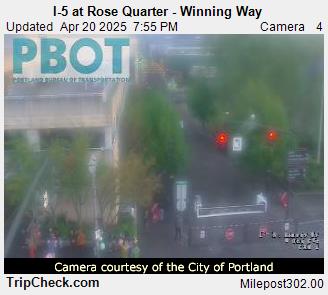 I-5 at Rose Quarter - Winning Way
Updated Apr 20 2025 7:55 PM Camera 4
PBOT
PORTLAND BUREAU OF TRANSPORTATION
Camera courtesy of the City of Portland
TripCheck.com
Milepost302.00